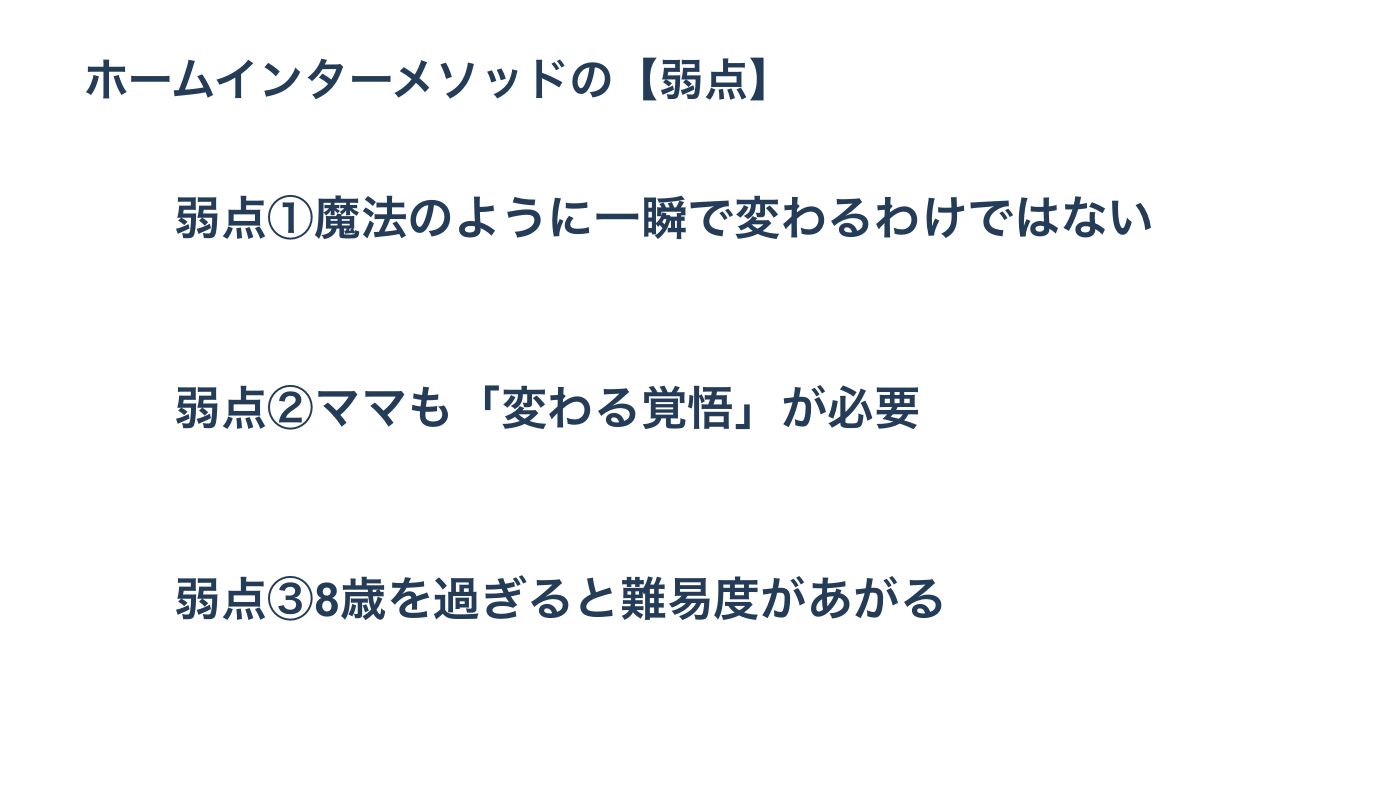 ホームインターメソッドの【弱点】
弱点①魔法のように一瞬で変わるわけではない
弱点②ママも「変わる覚悟」が必要
弱点③8歳を過ぎると難易度があがる